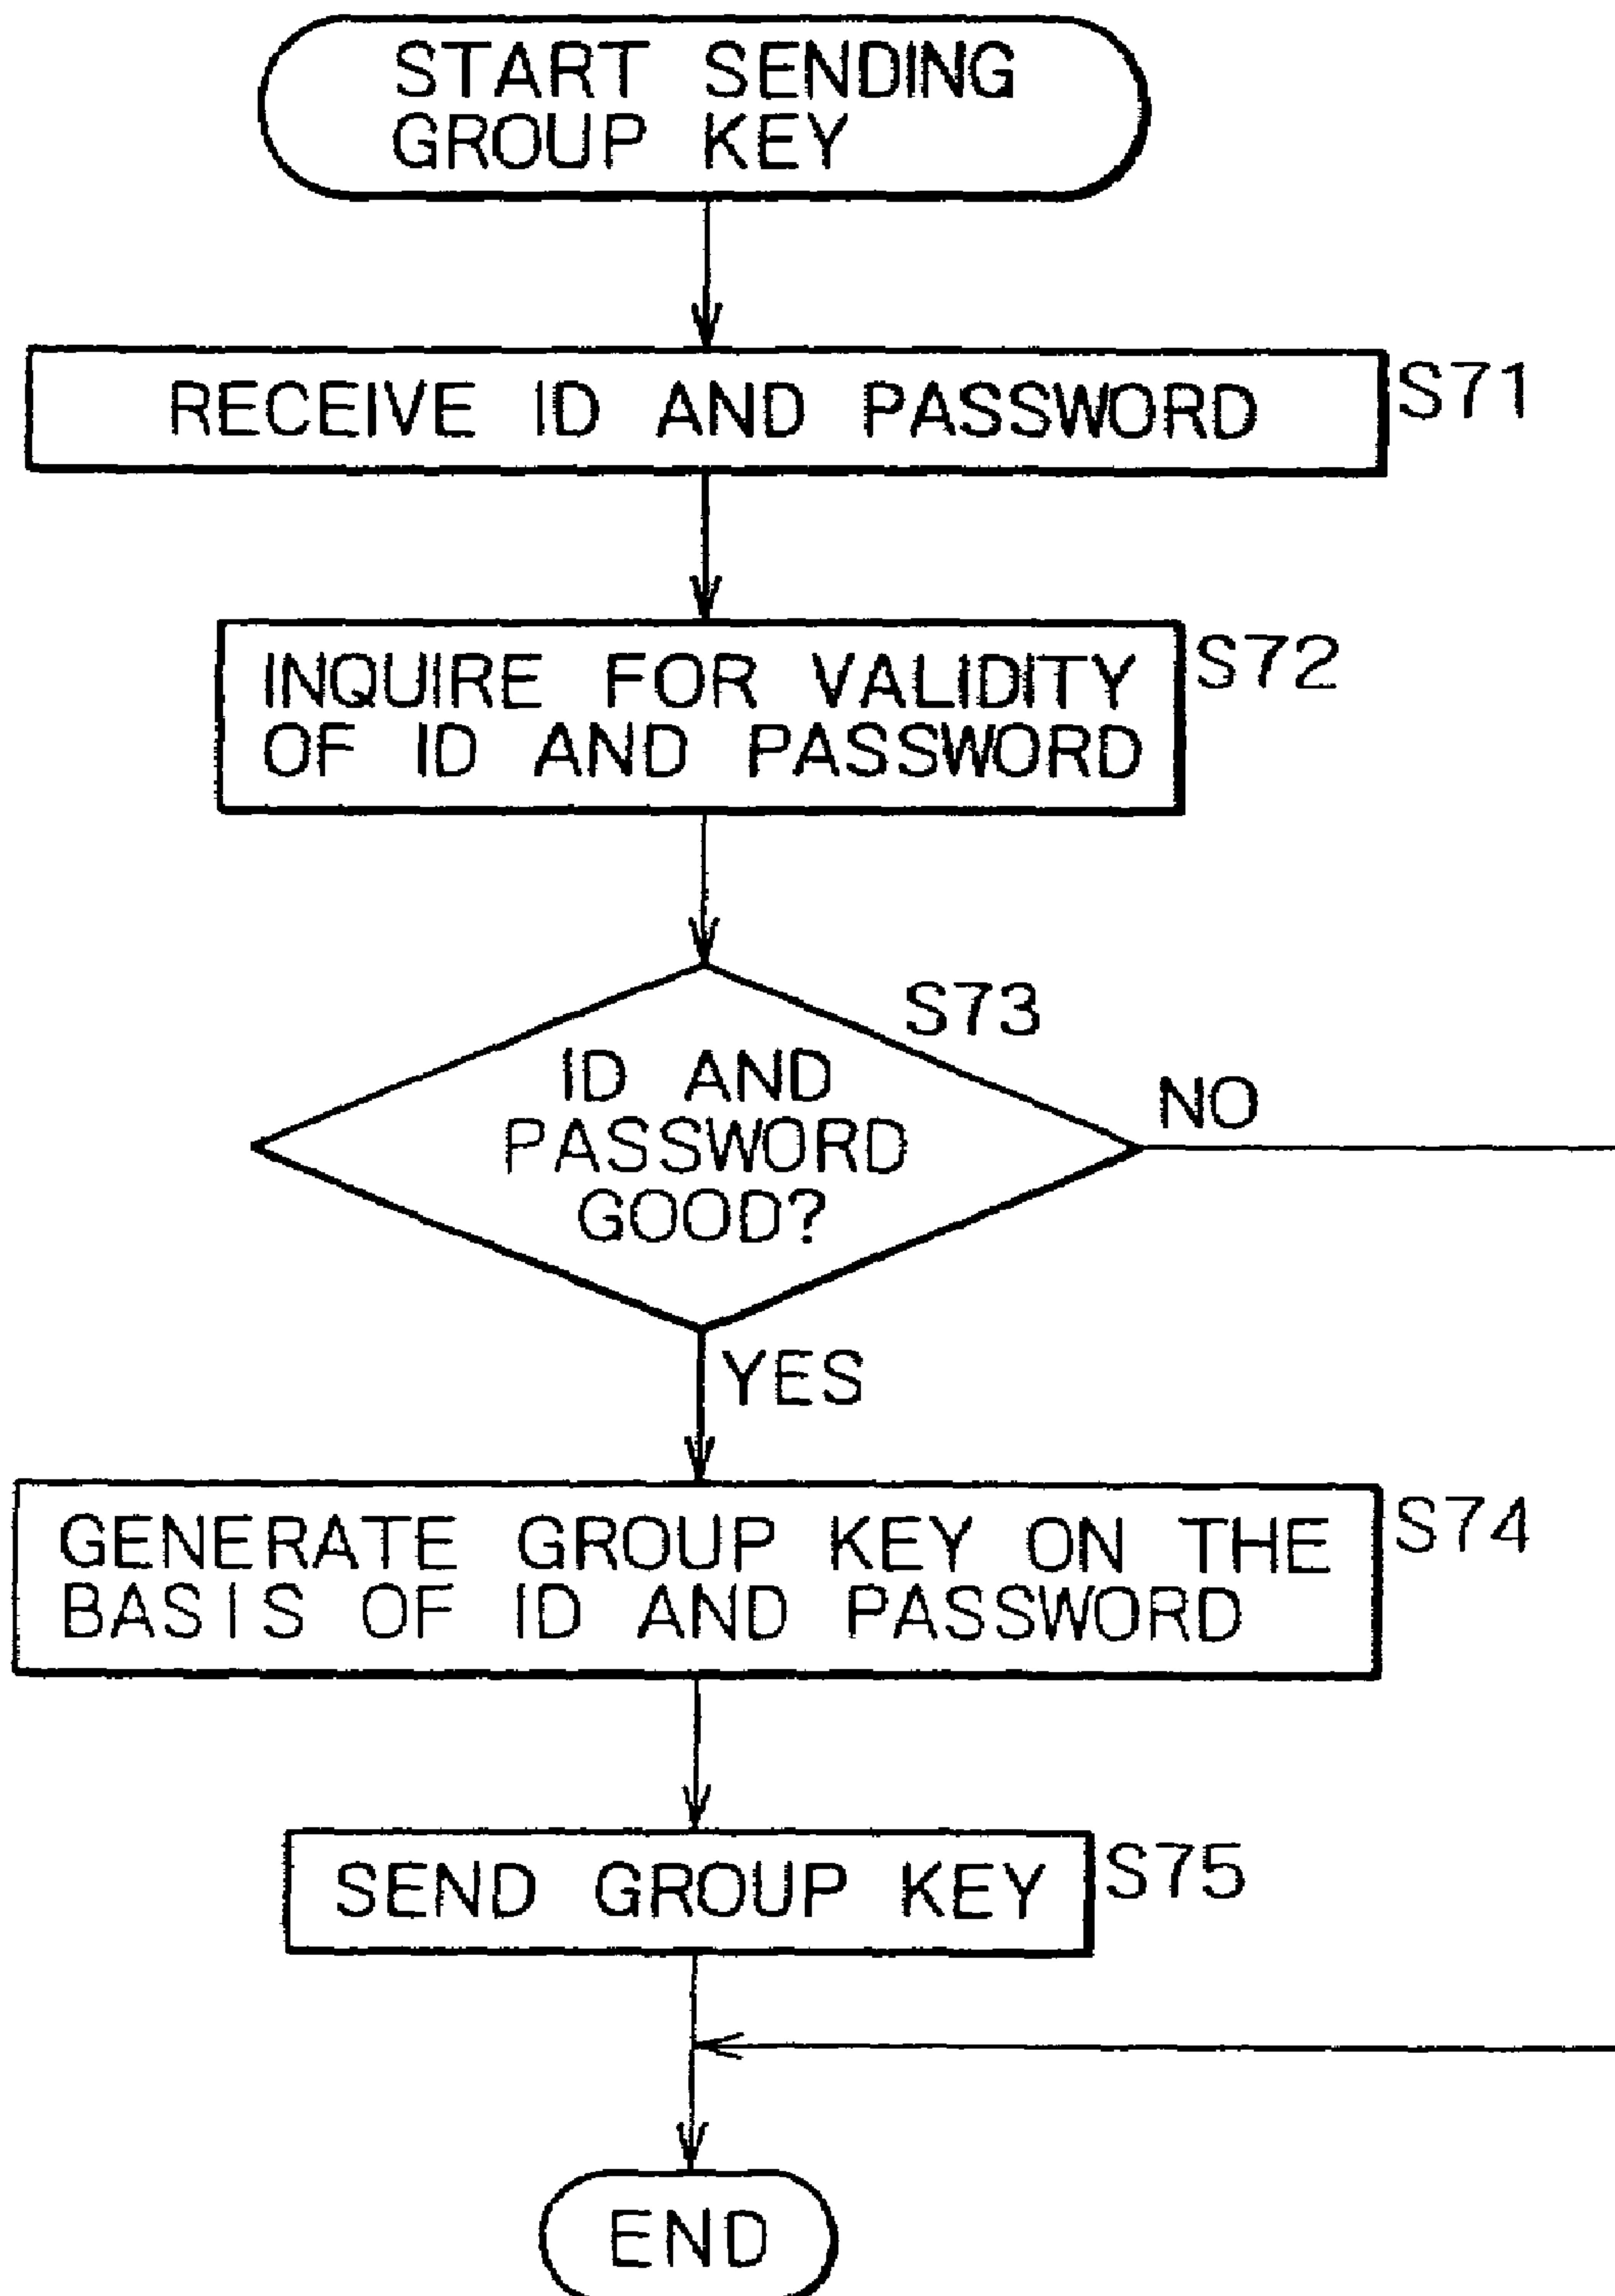 START SENDING
GROUP KEY
RECEIVE ID AND PASSWORD
S71
INQUIRE FOR VALIDITY
OF ID AND PASSWORD
S72
S73
ID AND
PASSWORD
GOOD?
NO
YES
GENERATE GROUP KEY ON THE
BASIS OF ID AND PASSWORD
S74
SEND GROUP KEY
S75
END